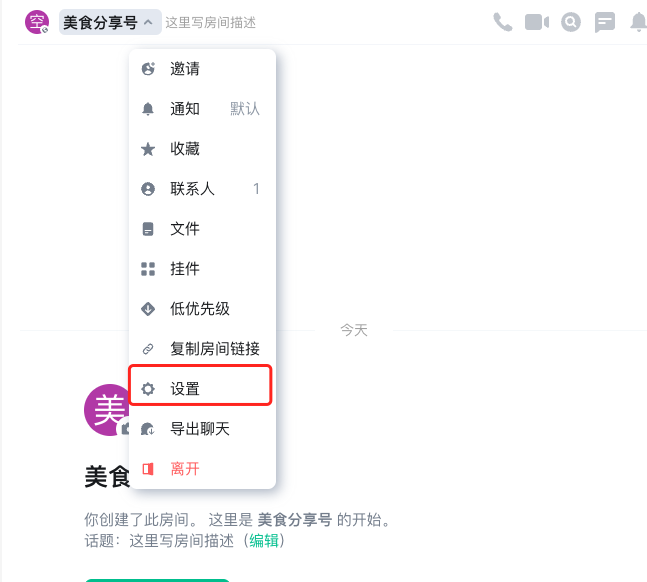 空 美食分享号 这里写房间描述
邀请
通知 默认
收藏
联系人 1
文件
挂件
低优先级
今天
复制房间链接
设置
美
导出聊天
离开
美食
你创建了此房间。 这里是 美食分享号 的开始。
话题：这里写房间描述（编辑）